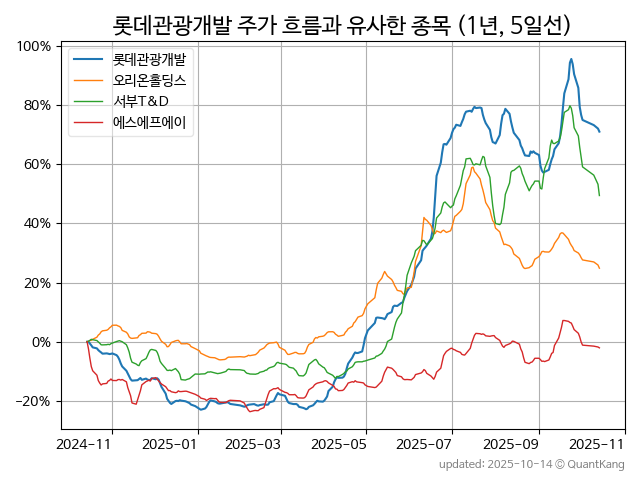 롯데관광개발 주가 흐름과 유사한 종목 (1년, 5일선)
100%
80%
60%
40%
20%
0%
−20%
롯데관광개발
오리온홀딩스
서부T&D
에스에프에이
2024-11 2025-01 2025-03 2025-05 2025-07 2025-09 2025-11
updated: 2025-10-14 © QuantKang